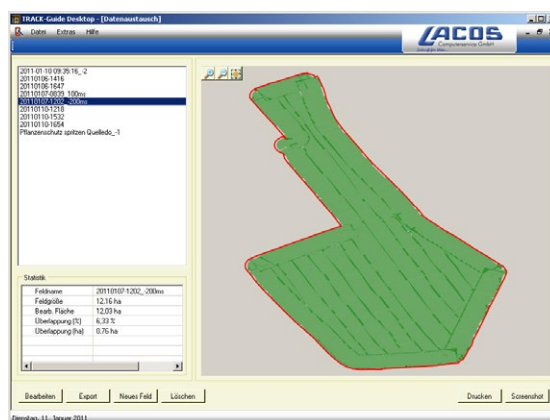 TRACK-Guide Desktop - [Datenaustausch]
Datei Extras Hilfe
LACOS
Computerservice GmbH
2011-01-10 09:35:16_-2
20110106-1416
20110106-1647
20110107-0839_100ms
20110107-1202_-200ms
20110110-1218
20110110-1532
20110110-1654
Pflanzenschutz spritzen Quelledo_-1
Statistik
Feldname 20110107-1202_-200ms
Feldgröße 12,16 ha
Bearb. Fläche 12,03 ha
Überlappung (%) 6,33 %
Überlappung (ha) 0,76 ha
Bearbeiten Export Neues Feld Löschen Drucken Screenshot
Dienstag, 11. Januar 2011